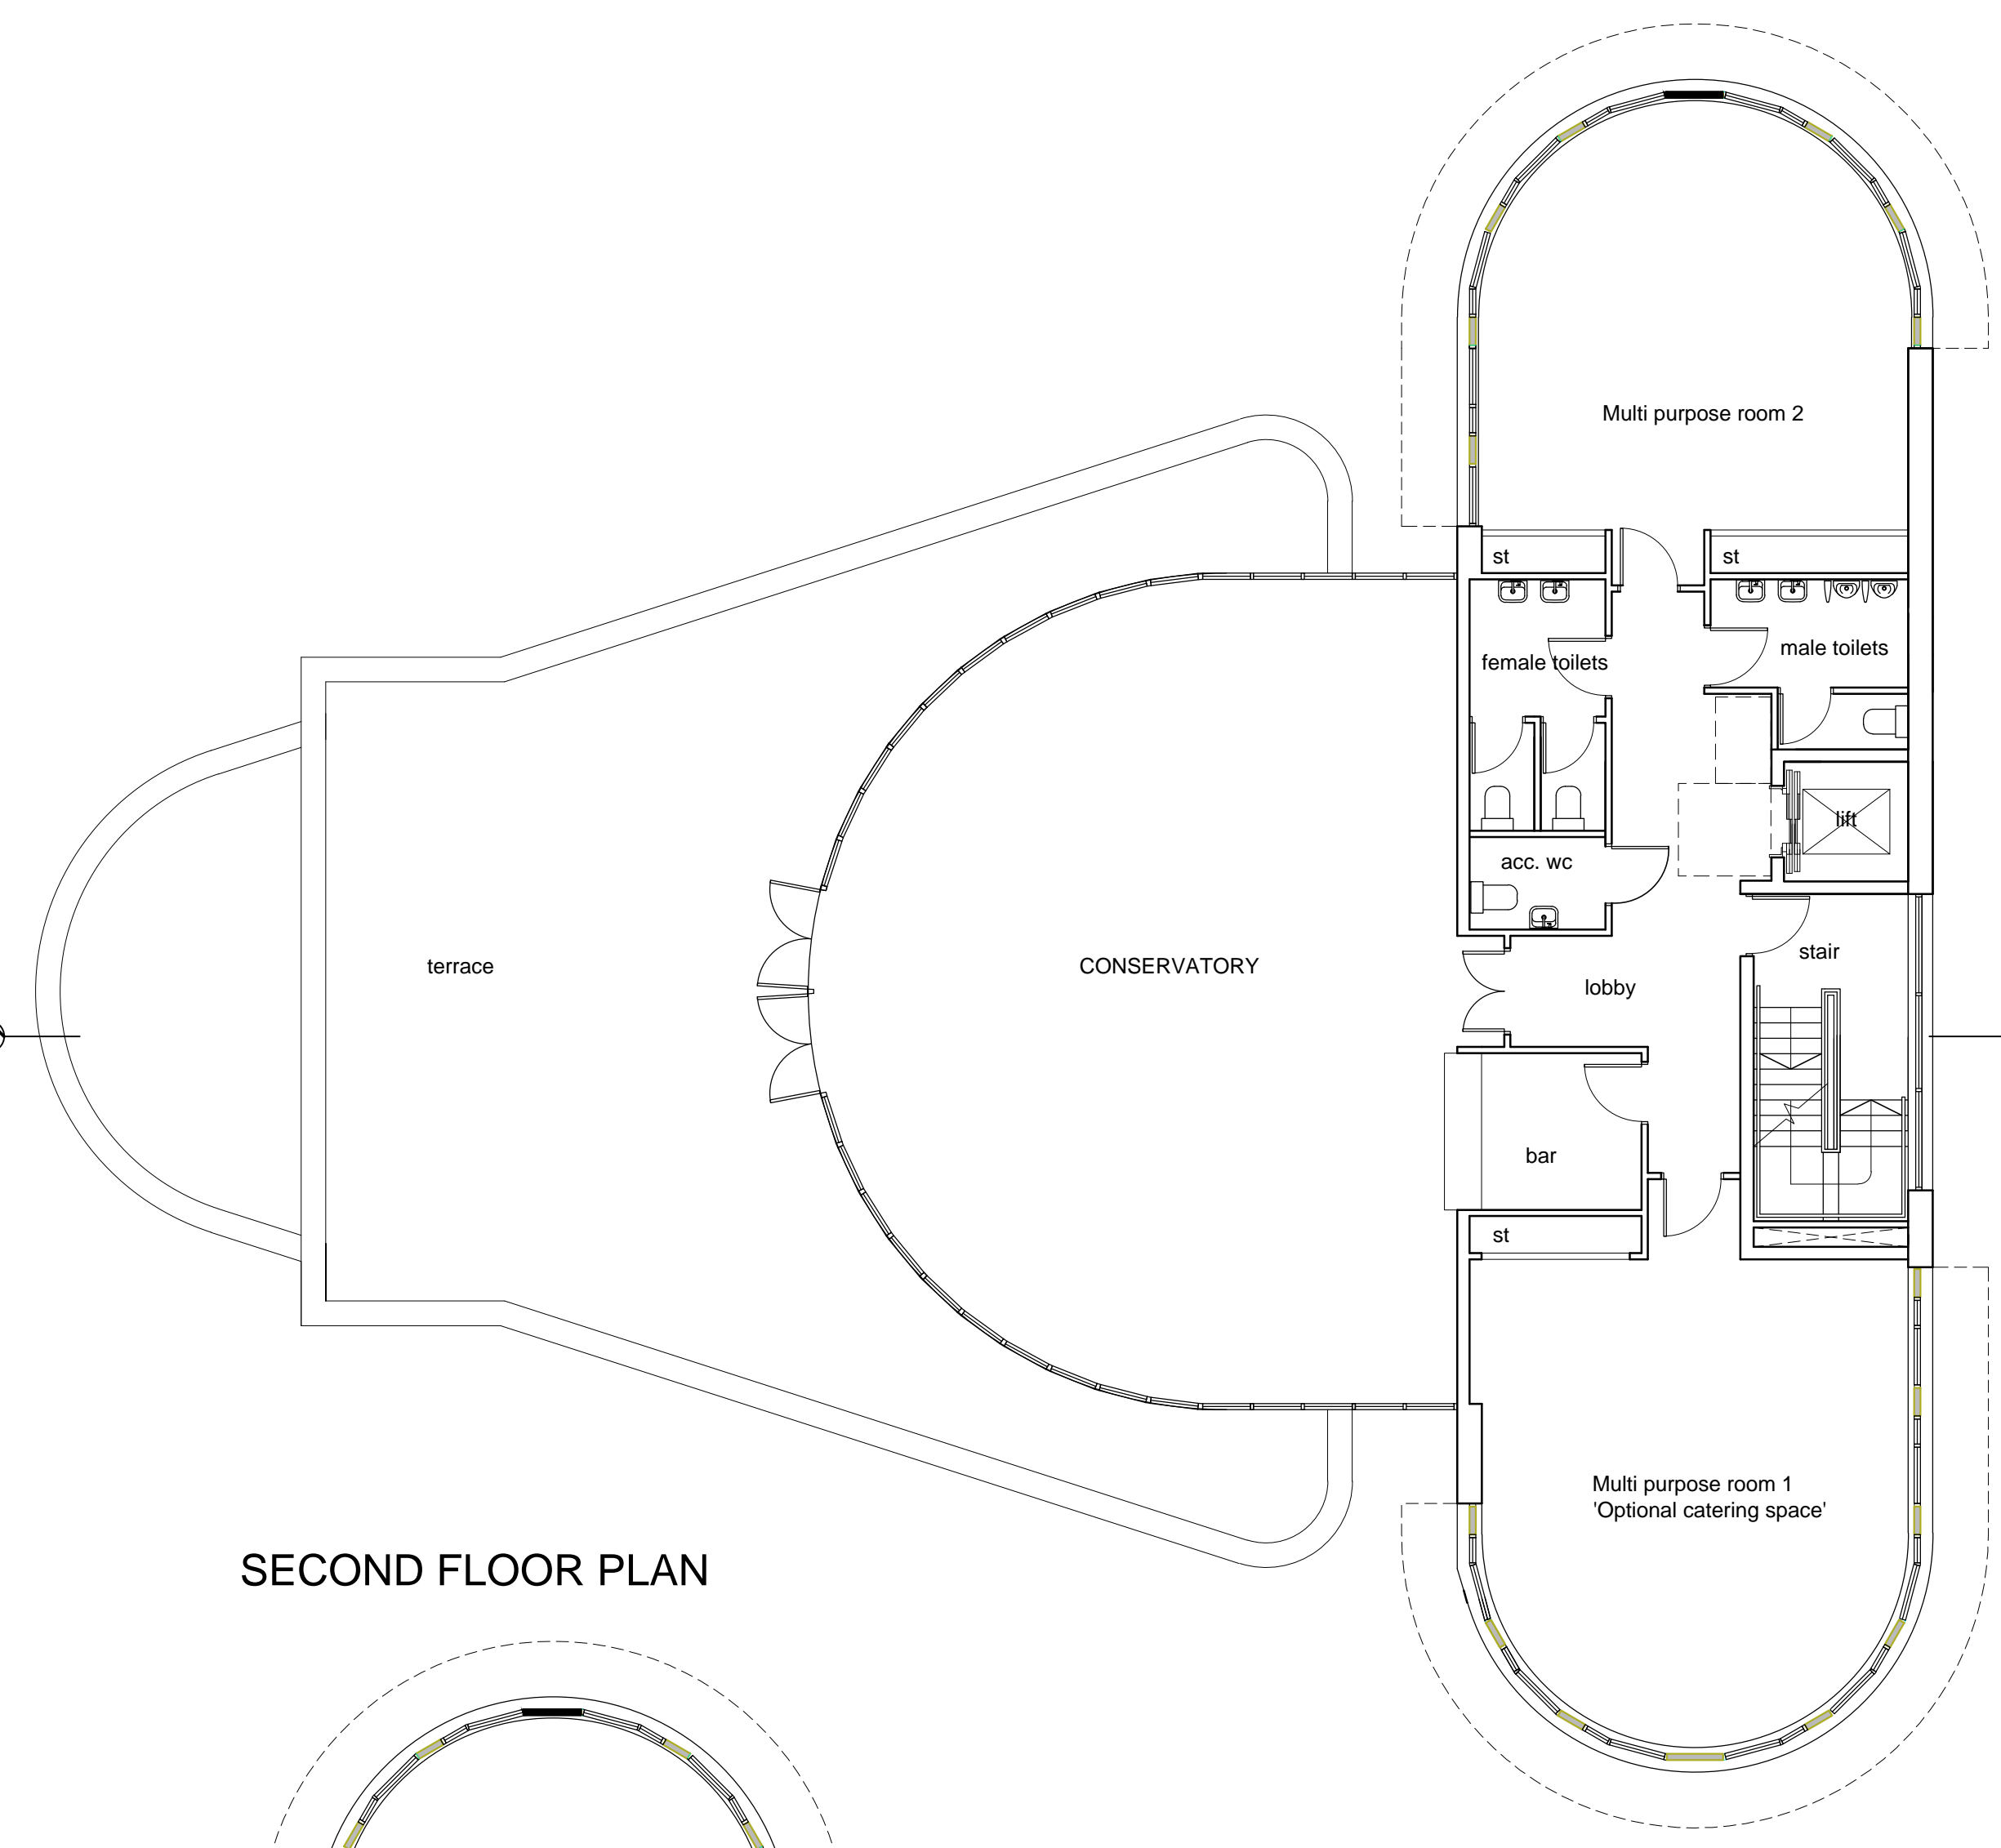 Multi purpose room 2
st
st
female toilets
male toilets
lift
acc. wc
terrace
CONSERVATORY
stair
lobby
bar
st
Multi purpose room 1
'Optional catering space'
SECOND FLOOR PLAN